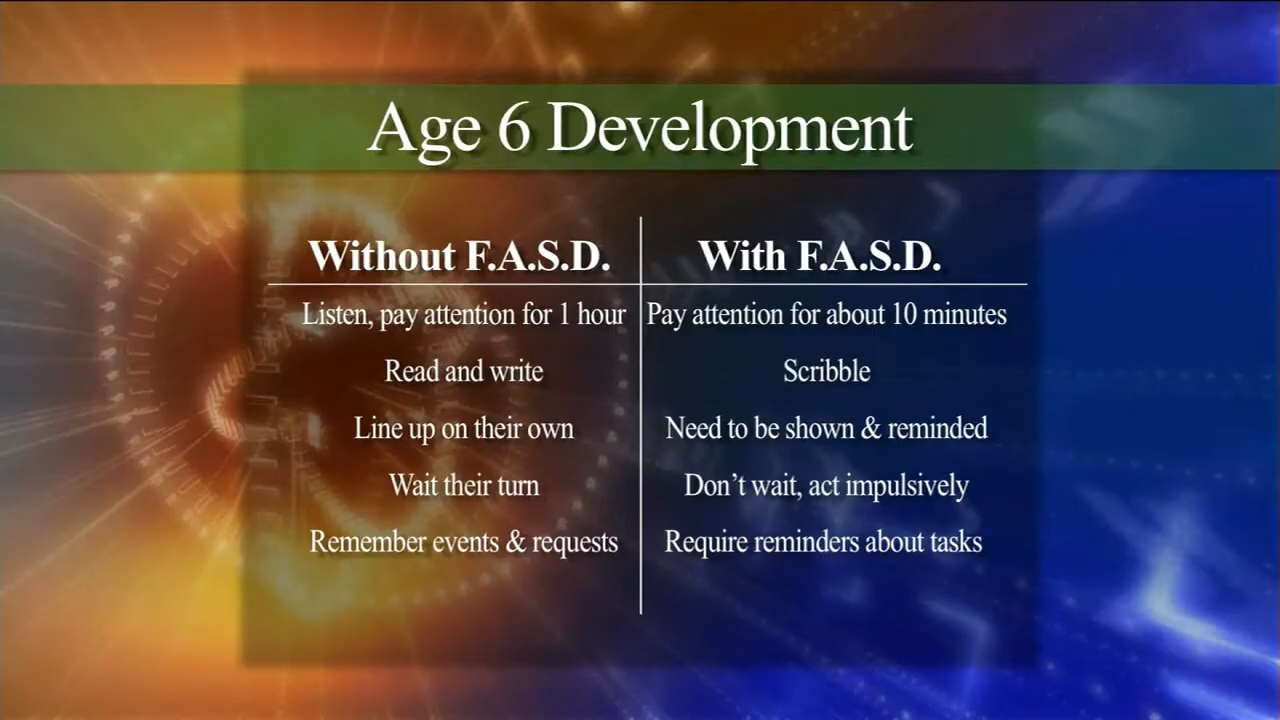 Age 6 Development
Without F.A.S.D. With F.A.S.D.
Listen, pay attention for 1 hour Pay attention for about 10 minutes
Read and write Scribble
Line up on their own Need to be shown & reminded
Wait their turn Don’t wait, act impulsively
Remember events & requests Require reminders about tasks